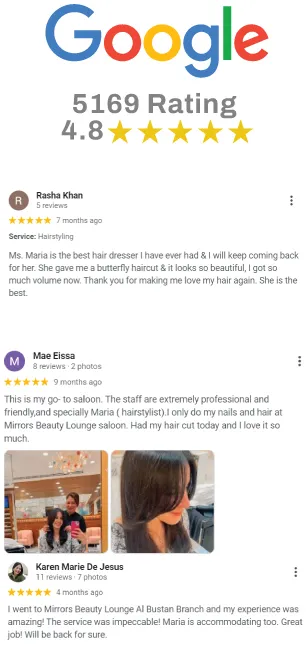 Google
5169 Rating
4.8
R
Rasha Khan
5 reviews
7 months ago
Service: Hairstyling
Ms. Maria is the best hair dresser I have ever had & I will keep coming back
for her. She gave me a butterfly haircut & it looks so beautiful, I got so
much volume now. Thank you for making me love my hair again. She is the
best.
M
Mae Eissa
8 reviews · 2 photos
9 months ago
This is my go- to saloon. The staff are extremely professional and
friendly,and specially Maria ( hairstylist).I only do my nails and hair at
Mirrors Beauty Lounge saloon. Had my hair cut today and I love it so
much.
Karen Marie De Jesus
11 reviews · 7 photos
4 months ago
I went to Mirrors Beauty Lounge Al Bustan Branch and my experience was
amazing! The service was impeccable! Maria is accommodating too. Great
job! Will be back for sure.